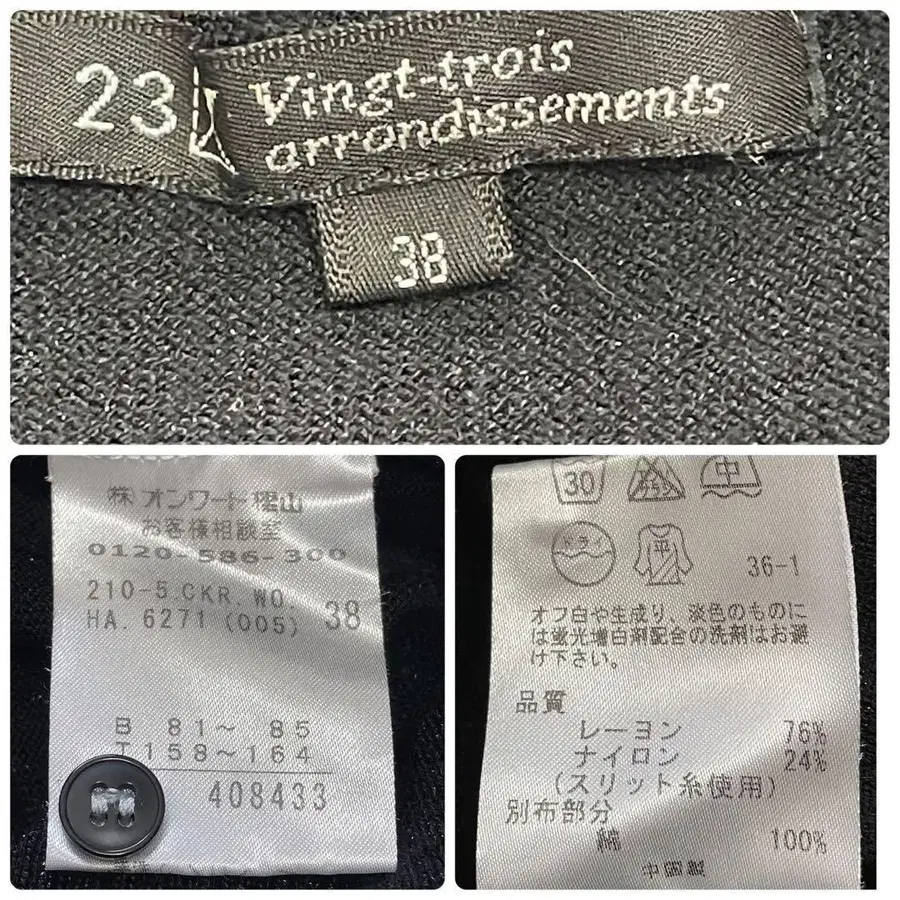 23
Vingt-trois
arrondissements
38
㈱オンワード樫山
お客様相談室
0120-586-300
210-5.CKR.WO.
HA.6271(005) 38
B 81～ 85
T158～164
408433
30
中
ドライ
平
36-1
オフ白や生成り、淡色のものに
は蛍光増白剤配合の洗剤はお避
け下さい。
品質
レーヨン 76%
ナイロン 24%
(スリット糸使用)
別布部分
綿 100%
中国製